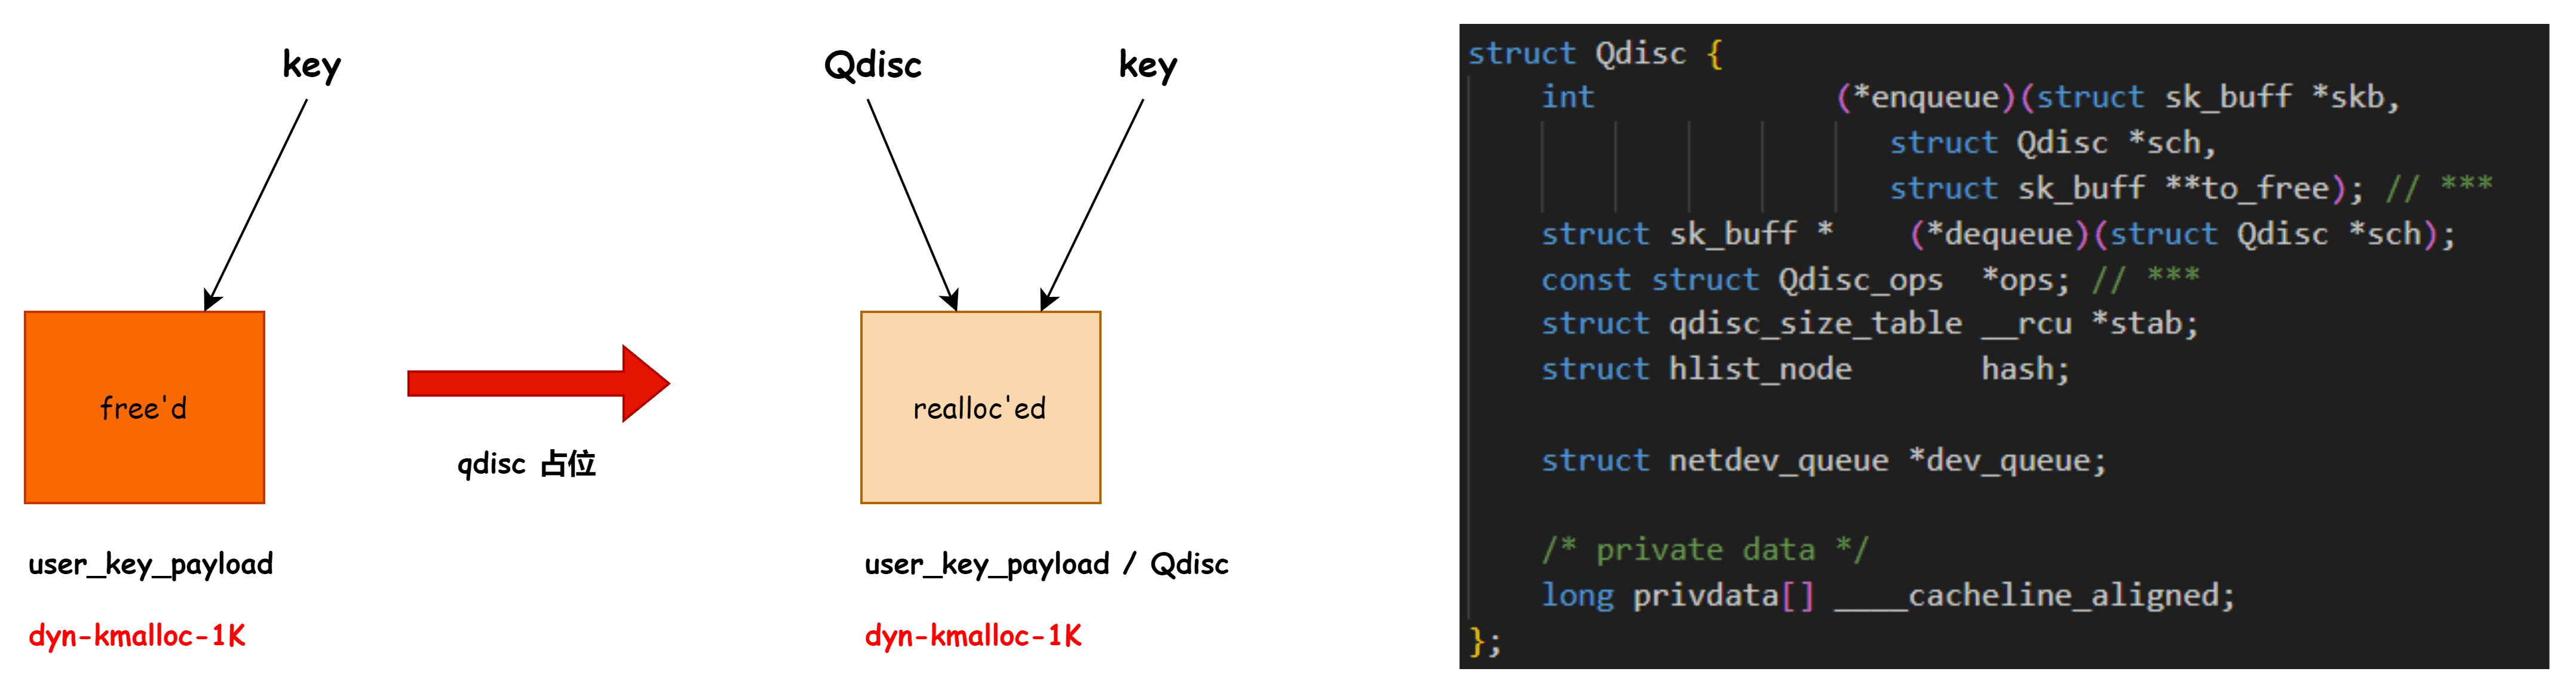 key
free'd
user_key_payload
dyn-kmalloc-1K
qdisc 占位
Qdisc
key
realloc'ed
user_key_payload / Qdisc
dyn-kmalloc-1K
struct Qdisc {
int (*enqueue)(struct sk_buff *skb,
struct Qdisc *sch,
struct sk_buff **to_free); // ***
struct sk_buff * (*dequeue)(struct Qdisc *sch);
const struct Qdisc_ops *ops; // ***
struct qdisc_size_table __rcu *stab;
struct hlist_node hash;
struct netdev_queue *dev_queue;
/* private data */
long privdata[] ____cacheline_aligned;
};